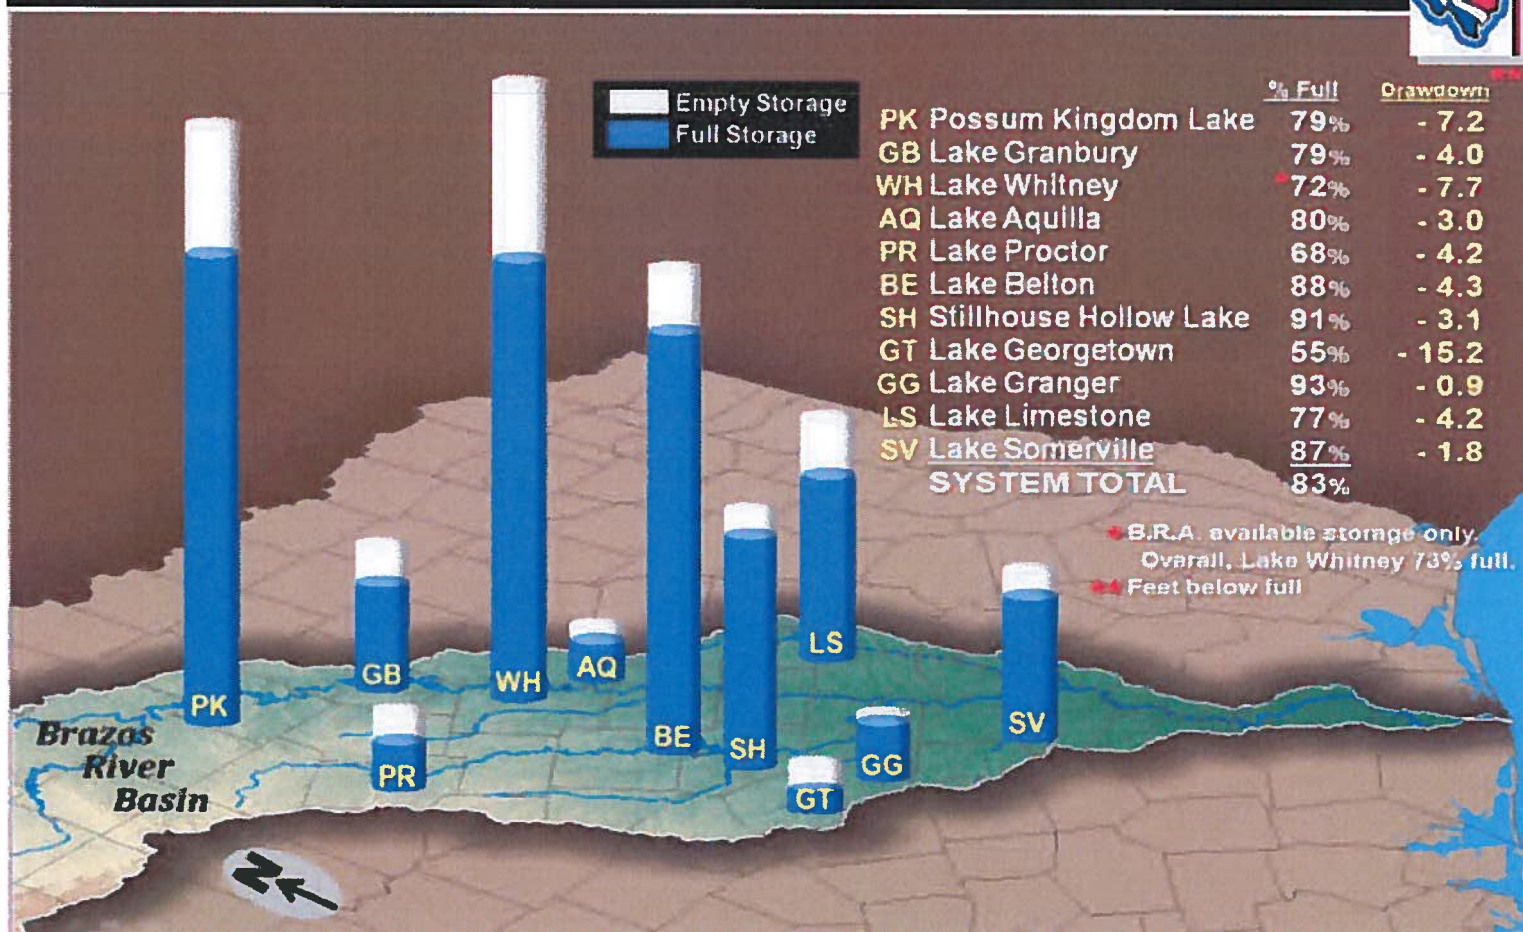 Empty Storage
Full Storage
% Full Drawdown
PK Possum Kingdom Lake 79% - 7.2
GB Lake Granbury 79% - 4.0
WH Lake Whitney *72% - 7.7
AQ Lake Aquilla 80% - 3.0
PR Lake Proctor 68% - 4.2
BE Lake Belton 88% - 4.3
SH Stillhouse Hollow Lake 91% - 3.1
GT Lake Georgetown 55% - 15.2
GG Lake Granger 93% - 0.9
LS Lake Limestone 77% - 4.2
SV Lake Somerville 87% - 1.8
SYSTEM TOTAL 83%
* B.R.A. available storage only.
Overall, Lake Whitney 73% full.
** Feet below full
LS
GB
AQ
WH
PK
SV
BE
SH
GG
PR
GT
Brazos
River
Basin
N